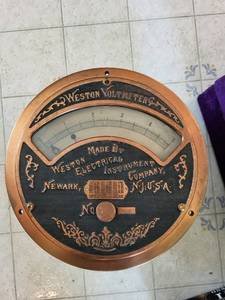 WESTON VOLTMETER
MADE BY
WESTON
ELECTRICAL
INSTRUMENT
COMPANY,
NEWARK, N.J., U.S.A.
No